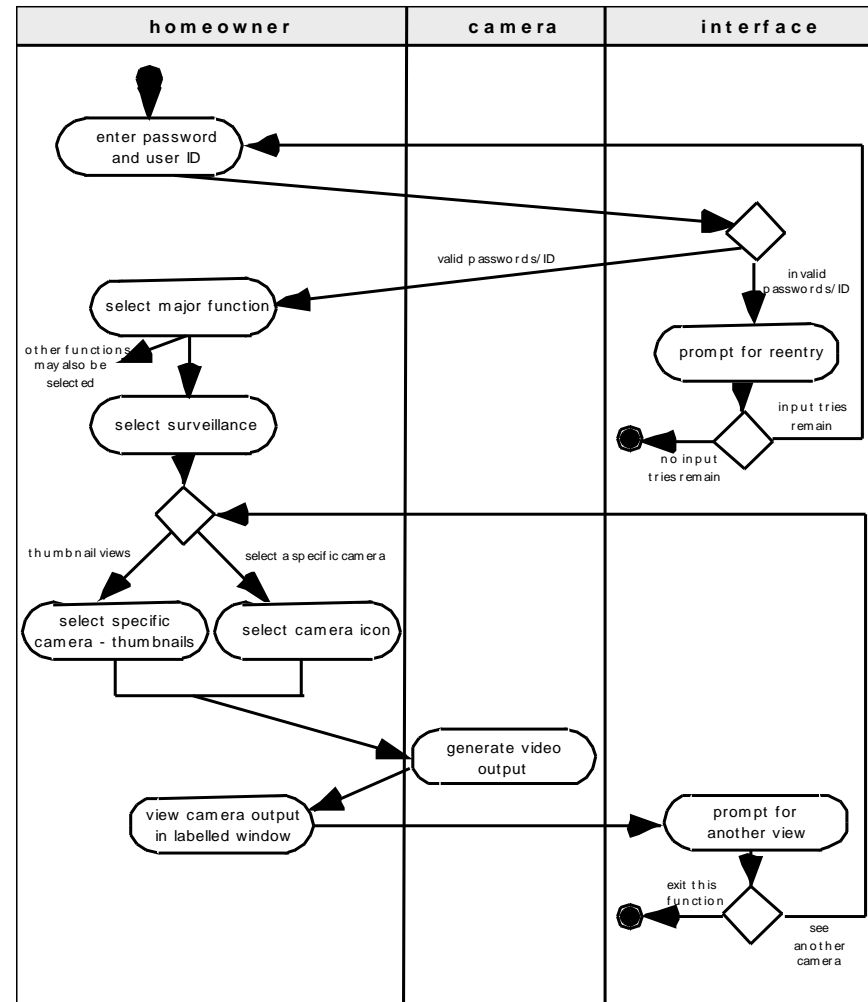 homeowner
camera
interface
enter password
and user ID
valid passwords/ID
invalid
passwords/ID
select major function
prompt for reentry
other functions
may also be
selected
input tries
remain
select surveillance
no input
tries remain
thumbnail views
select a specific camera
select specific
camera - thumbnails
select camera icon
generate video
output
view camera output
in labelled window
prompt for
another view
exit this
function
see
another
camera